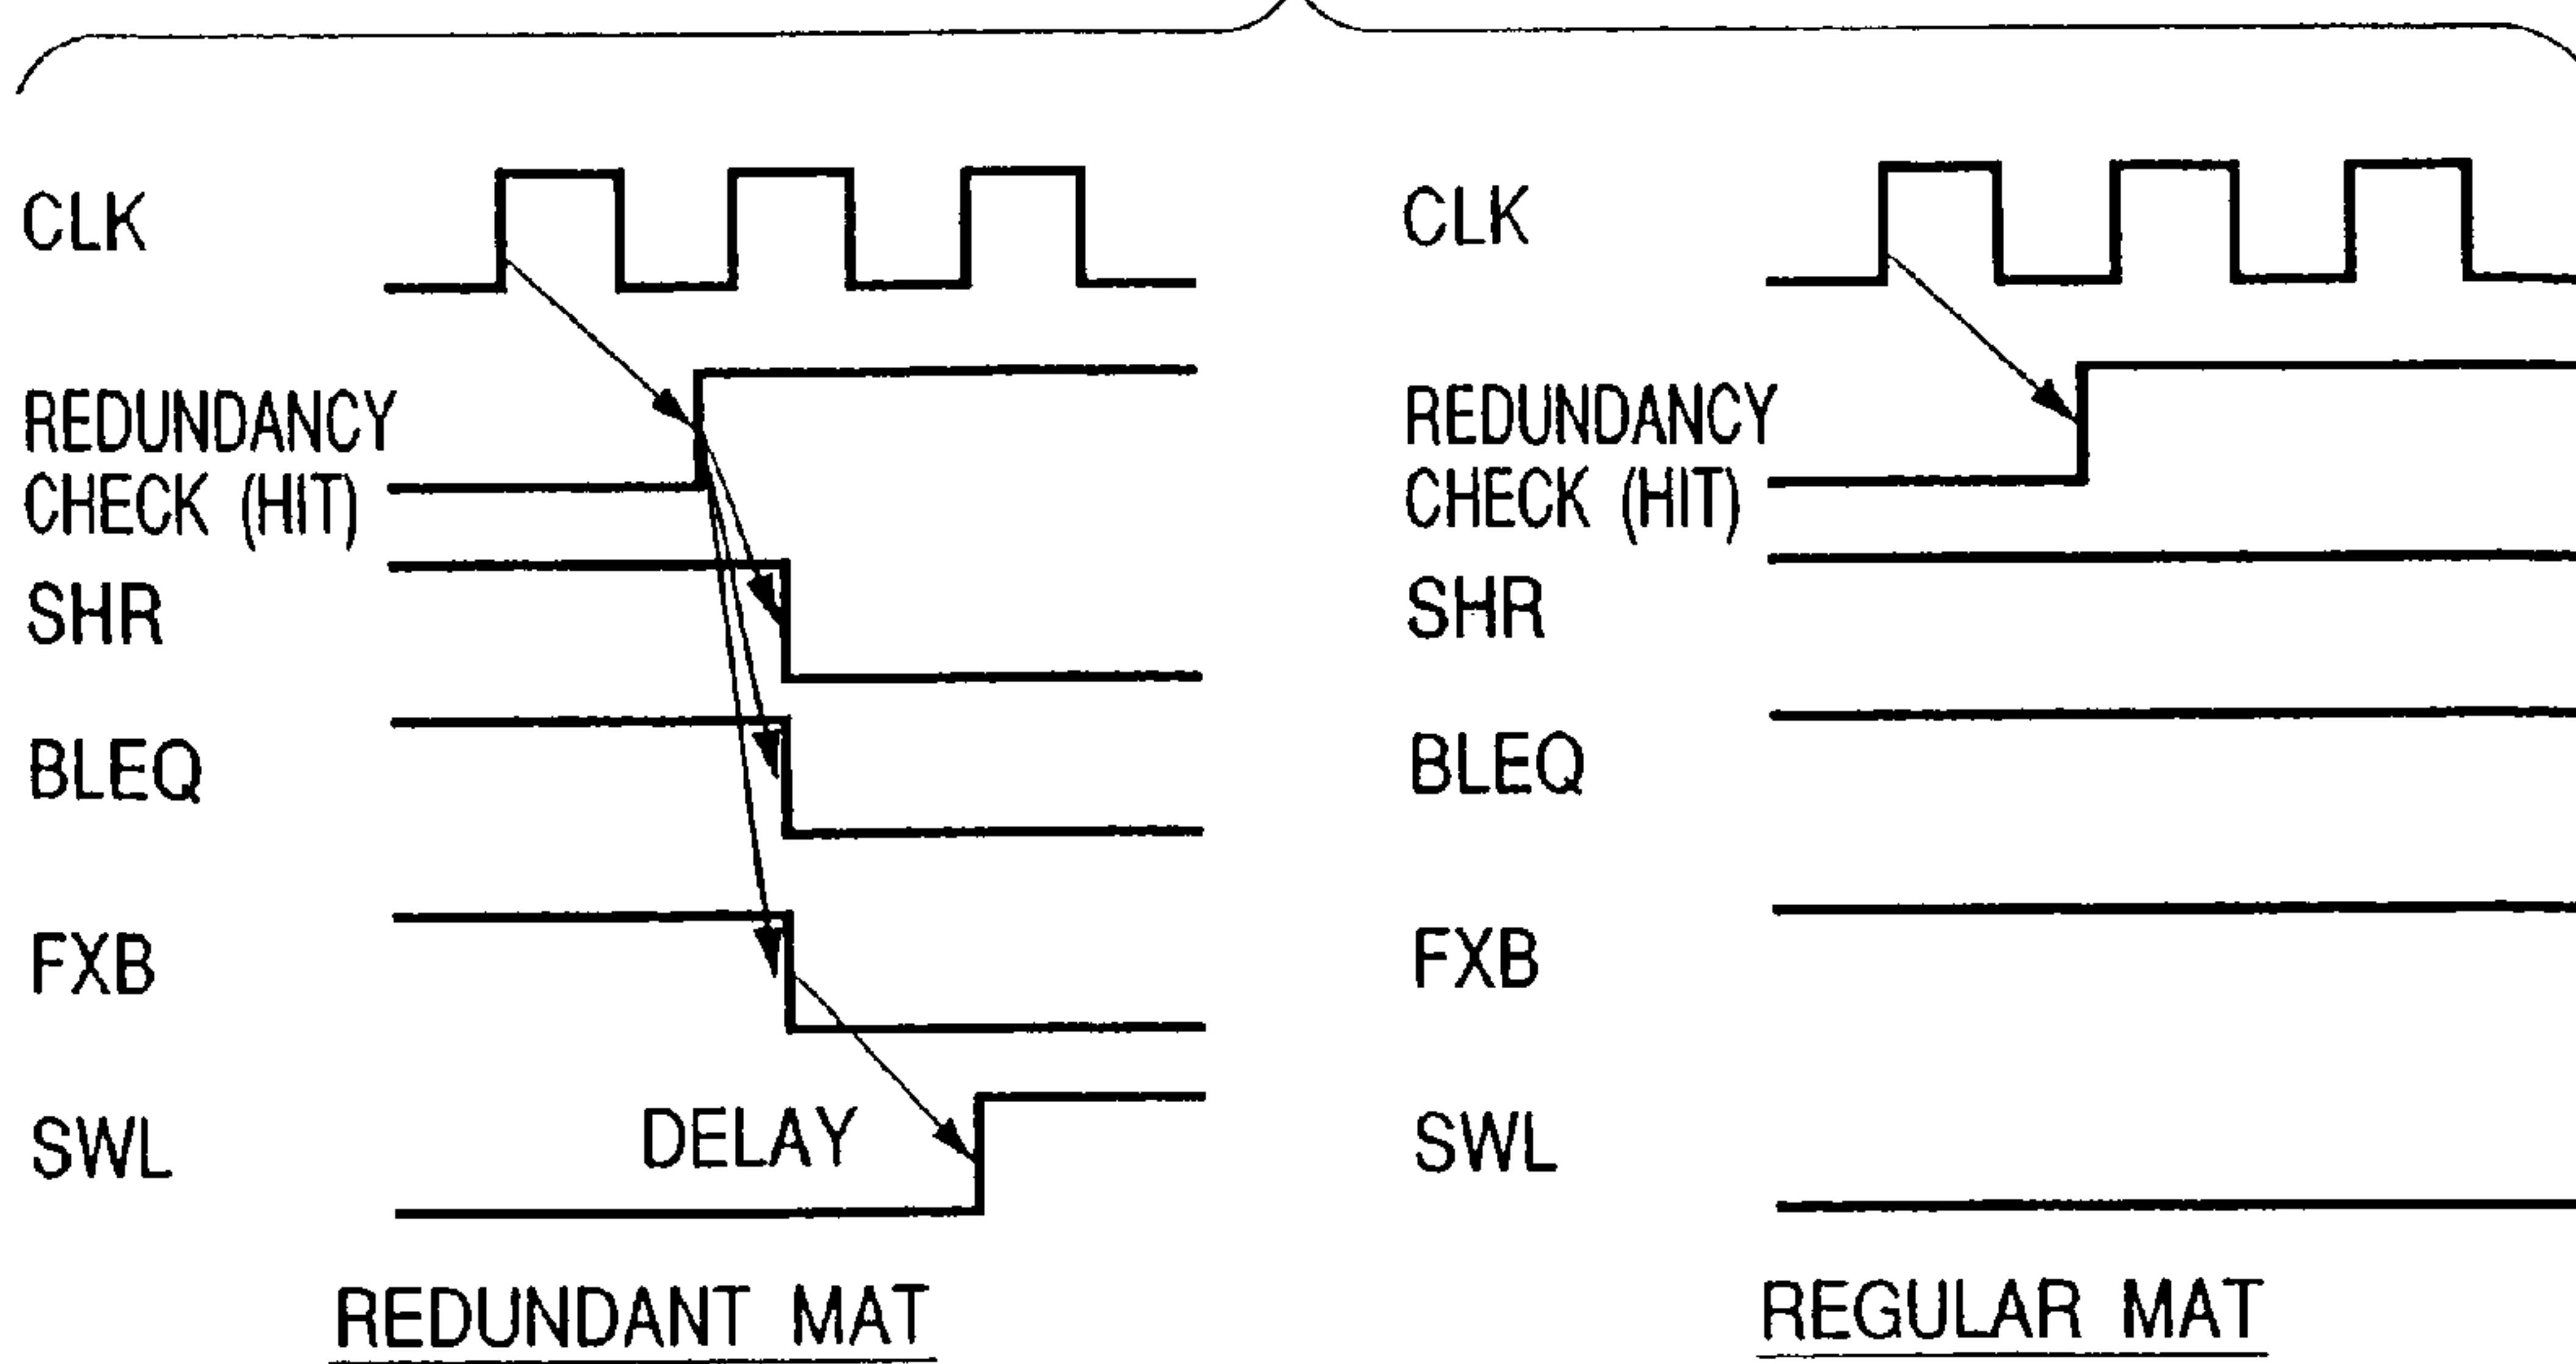 CLK
REDUNDANCY
CHECK (HIT)
SHR
BLEQ
FXB
SWL
DELAY
REDUNDANT MAT
CLK
REDUNDANCY
CHECK (HIT)
SHR
BLEQ
FXB
SWL
REGULAR MAT